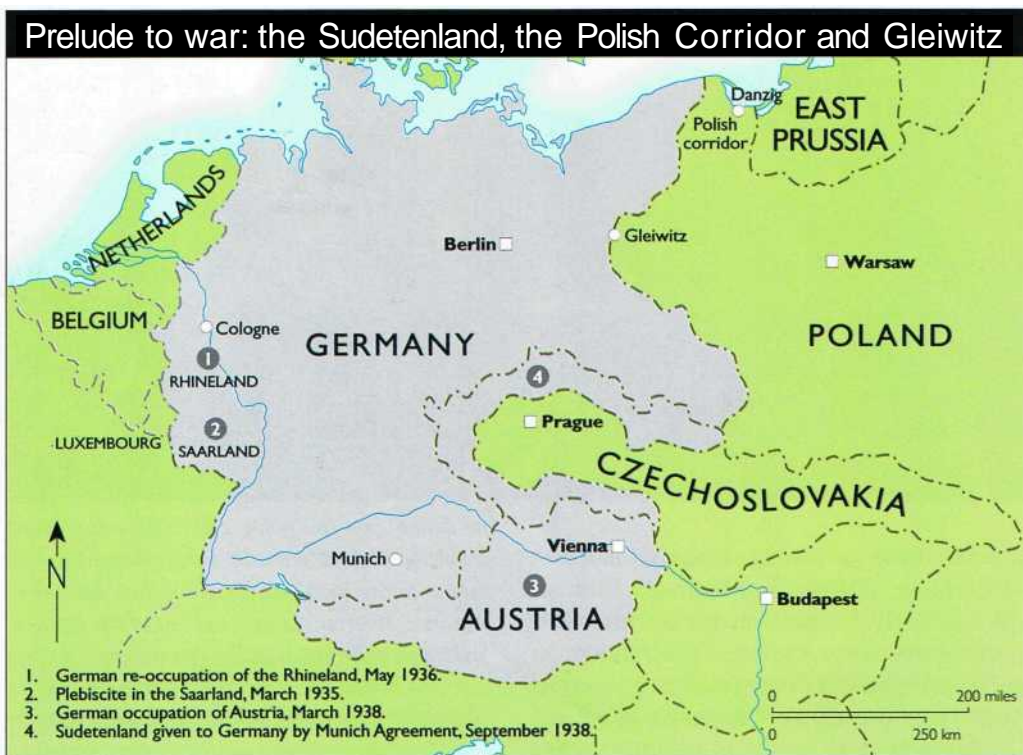 Prelude to war: the Sudetenland, the Polish Corridor and Gleiwitz
Danzig
EAST
PRUSSIA
Polish
corridor
NETHERLANDS
Berlin
Gleiwitz
Warsaw
BELGIUM
Cologne
GERMANY
POLAND
1
RHINELAND
4
2
Prague
LUXEMBOURG
SAARLAND
CZECHOSLOVAKIA
N
Munich
Vienna
3
AUSTRIA
Budapest
1. German re-occupation of the Rhineland, May 1936.
2. Plebiscite in the Saarland, March 1935.
3. German occupation of Austria, March 1938.
4. Sudetenland given to Germany by Munich Agreement, September 1938.
0 200 miles
0 250 km